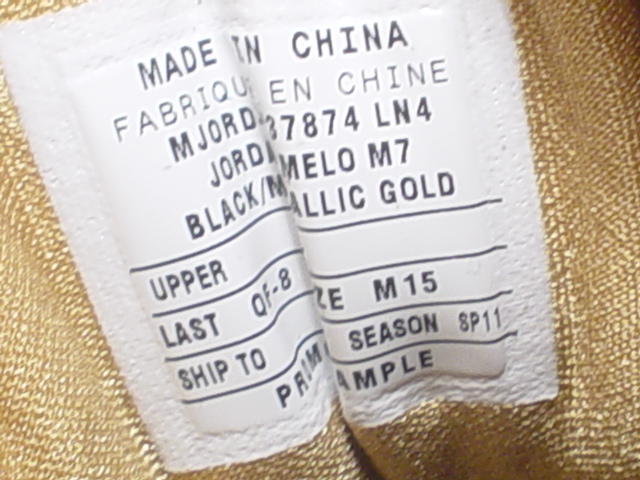 MADE IN CHINA
FABRIQU EN CHINE
MJORD 37874 LN4
JORD MELO M7
BLACK/M ALLIC GOLD
UPPER
LAST QF-8 ZE M15
SHIP TO SEASON SP11
PRIM AMPLE